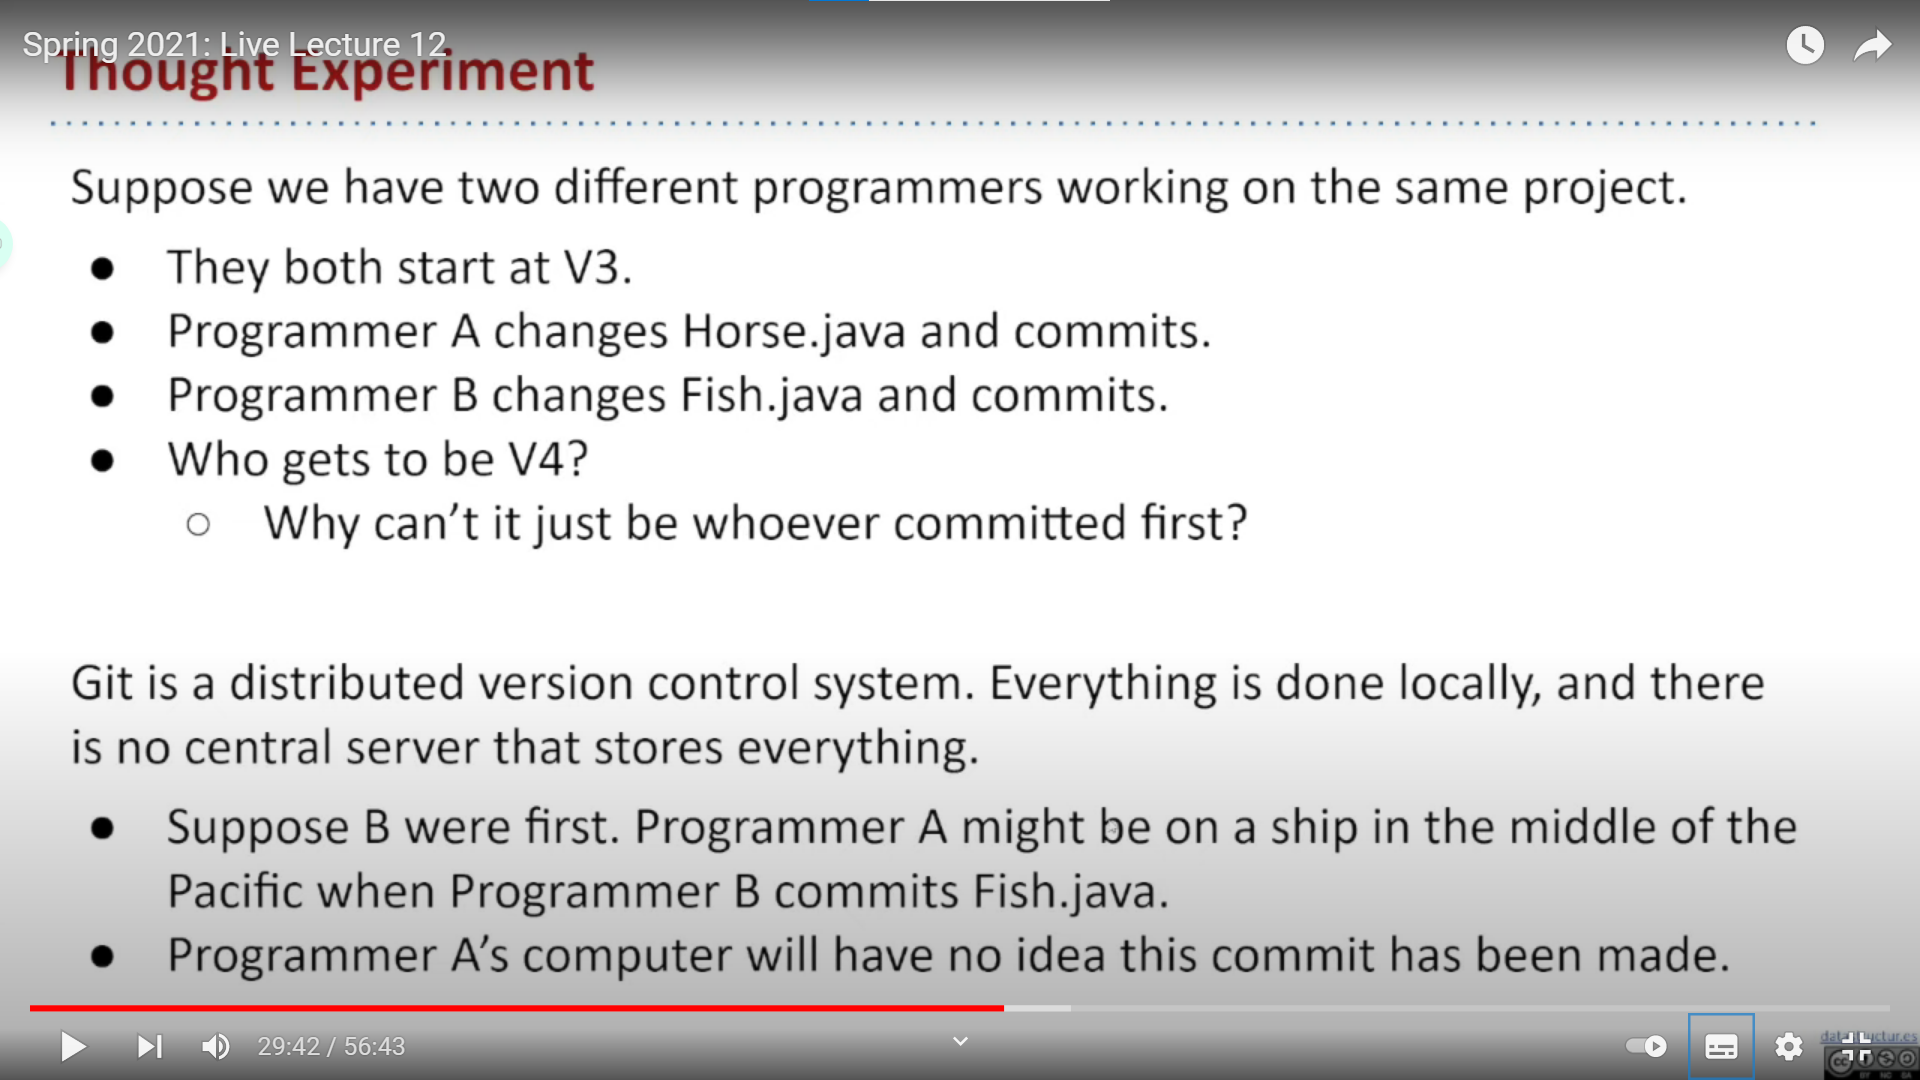 Spring 2021: Live Lecture 12
Thought Experiment
Suppose we have two different programmers working on the same project.
● They both start at V3.
● Programmer A changes Horse.java and commits.
● Programmer B changes Fish.java and commits.
● Who gets to be V4?
○ Why can’t it just be whoever committed first?
Git is a distributed version control system. Everything is done locally, and there
is no central server that stores everything.
● Suppose B were first. Programmer A might be on a ship in the middle of the
Pacific when Programmer B commits Fish.java.
● Programmer A’s computer will have no idea this commit has been made.
29:42 / 56:43